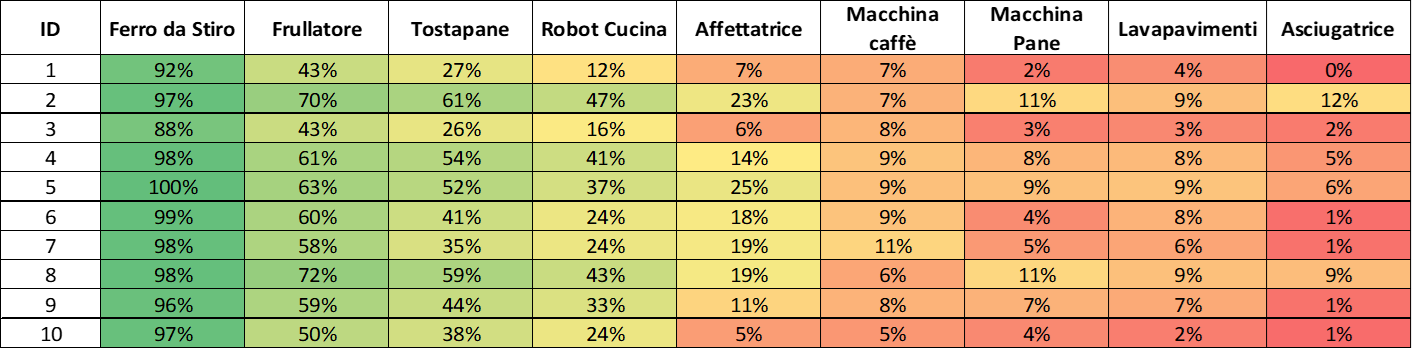 ID Ferro da Stiro Frullatore Tostapane Robot Cucina Affettatrice Macchina caffè Macchina Pane Lavapavimenti Asciugatrice
1 92% 43% 27% 12% 7% 7% 2% 4% 0%
2 97% 70% 61% 47% 23% 7% 11% 9% 12%
3 88% 43% 26% 16% 6% 8% 3% 3% 2%
4 98% 61% 54% 41% 14% 9% 8% 8% 5%
5 100% 63% 52% 37% 25% 9% 9% 9% 6%
6 99% 60% 41% 24% 18% 9% 4% 8% 1%
7 98% 58% 35% 24% 19% 11% 5% 6% 1%
8 98% 72% 59% 43% 19% 6% 11% 9% 9%
9 96% 59% 44% 33% 11% 8% 7% 7% 1%
10 97% 50% 38% 24% 5% 5% 4% 2% 1%